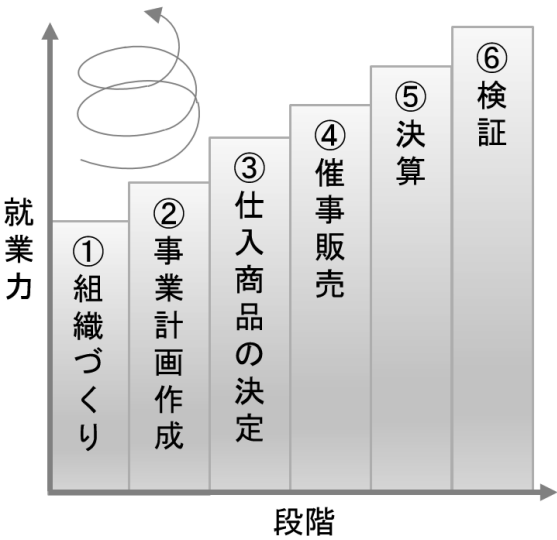 就業力
①組織づくり
②事業計画作成
③仕入商品の決定
④催事販売
⑤決算
⑥検証
段階